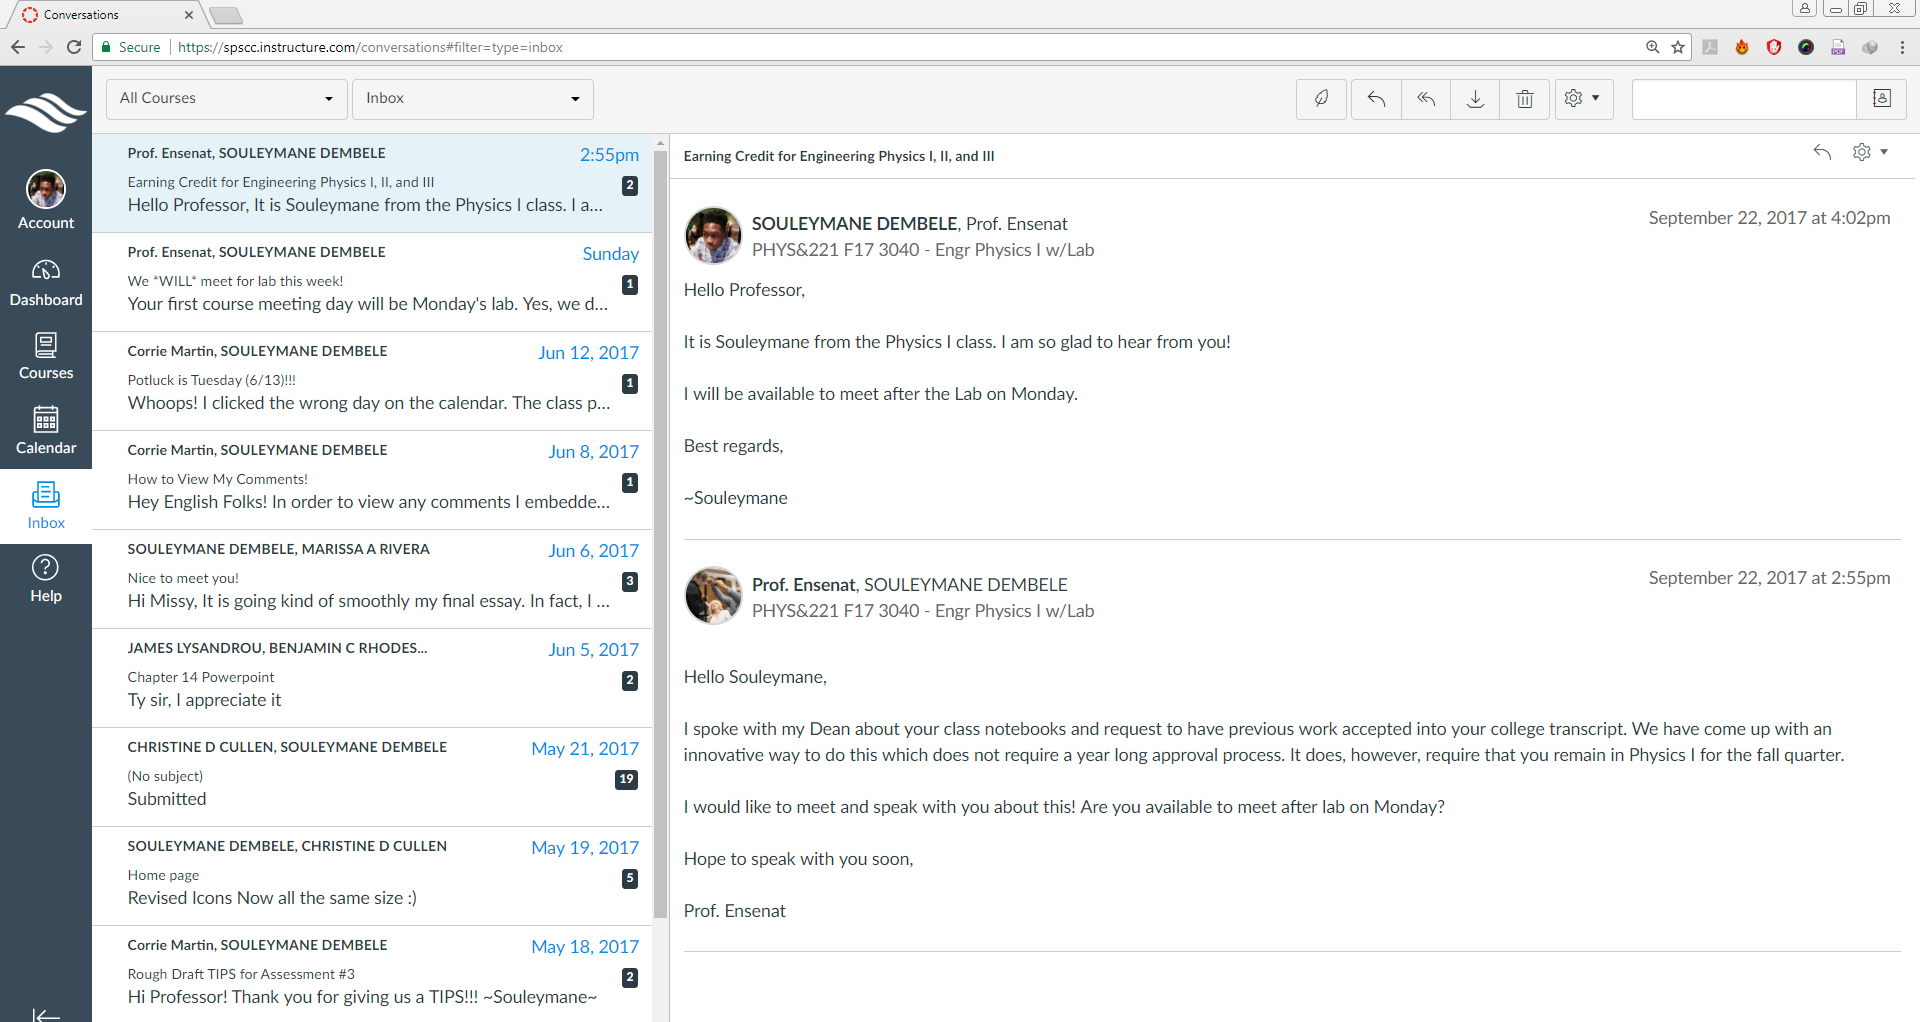 Conversations
Secure
https://spscc.instructure.com/conversations#filter=type=inbox
All Courses
Inbox
Account
Dashboard
Courses
Calendar
Inbox
Help
Prof. Ensenat, SOULEYMANE DEMBELE
2:55pm
Earning Credit for Engineering Physics I, II, and III
2
Hello Professor, It is Souleymane from the Physics I class. I a...
Prof. Ensenat, SOULEYMANE DEMBELE
Sunday
We *WILL* meet for lab this week!
1
Your first course meeting day will be Monday's lab. Yes, we d...
Corrie Martin, SOULEYMANE DEMBELE
Jun 12, 2017
Potluck is Tuesday (6/13)!!!
1
Whoops! I clicked the wrong day on the calendar. The class p...
Corrie Martin, SOULEYMANE DEMBELE
Jun 8, 2017
How to View My Comments!
1
Hey English Folks! In order to view any comments I embedde...
SOULEYMANE DEMBELE, MARISSA A RIVERA
Jun 6, 2017
Nice to meet you!
3
Hi Missy, It is going kind of smoothly my final essay. In fact, I ...
JAMES LYSANDROU, BENJAMIN C RHODES...
Jun 5, 2017
Chapter 14 Powerpoint
2
Ty sir, I appreciate it
CHRISTINE D CULLEN, SOULEYMANE DEMBELE
May 21, 2017
(No subject)
19
Submitted
SOULEYMANE DEMBELE, CHRISTINE D CULLEN
May 19, 2017
Home page
5
Revised Icons Now all the same size :)
Corrie Martin, SOULEYMANE DEMBELE
May 18, 2017
Rough Draft TIPS for Assessment #3
2
Hi Professor! Thank you for giving us a TIPS!!! ~Souleymane~
Earning Credit for Engineering Physics I, II, and III
SOULEYMANE DEMBELE, Prof. Ensenat
September 22, 2017 at 4:02pm
PHYS&221 F17 3040 - Engr Physics I w/Lab
Hello Professor,
It is Souleymane from the Physics I class. I am so glad to hear from you!
I will be available to meet after the Lab on Monday.
Best regards,
~Souleymane
Prof. Ensenat, SOULEYMANE DEMBELE
September 22, 2017 at 2:55pm
PHYS&221 F17 3040 - Engr Physics I w/Lab
Hello Souleymane,
I spoke with my Dean about your class notebooks and request to have previous work accepted into your college transcript. We have come up with an
innovative way to do this which does not require a year long approval process. It does, however, require that you remain in Physics I for the fall quarter.
I would like to meet and speak with you about this! Are you available to meet after lab on Monday?
Hope to speak with you soon,
Prof. Ensenat